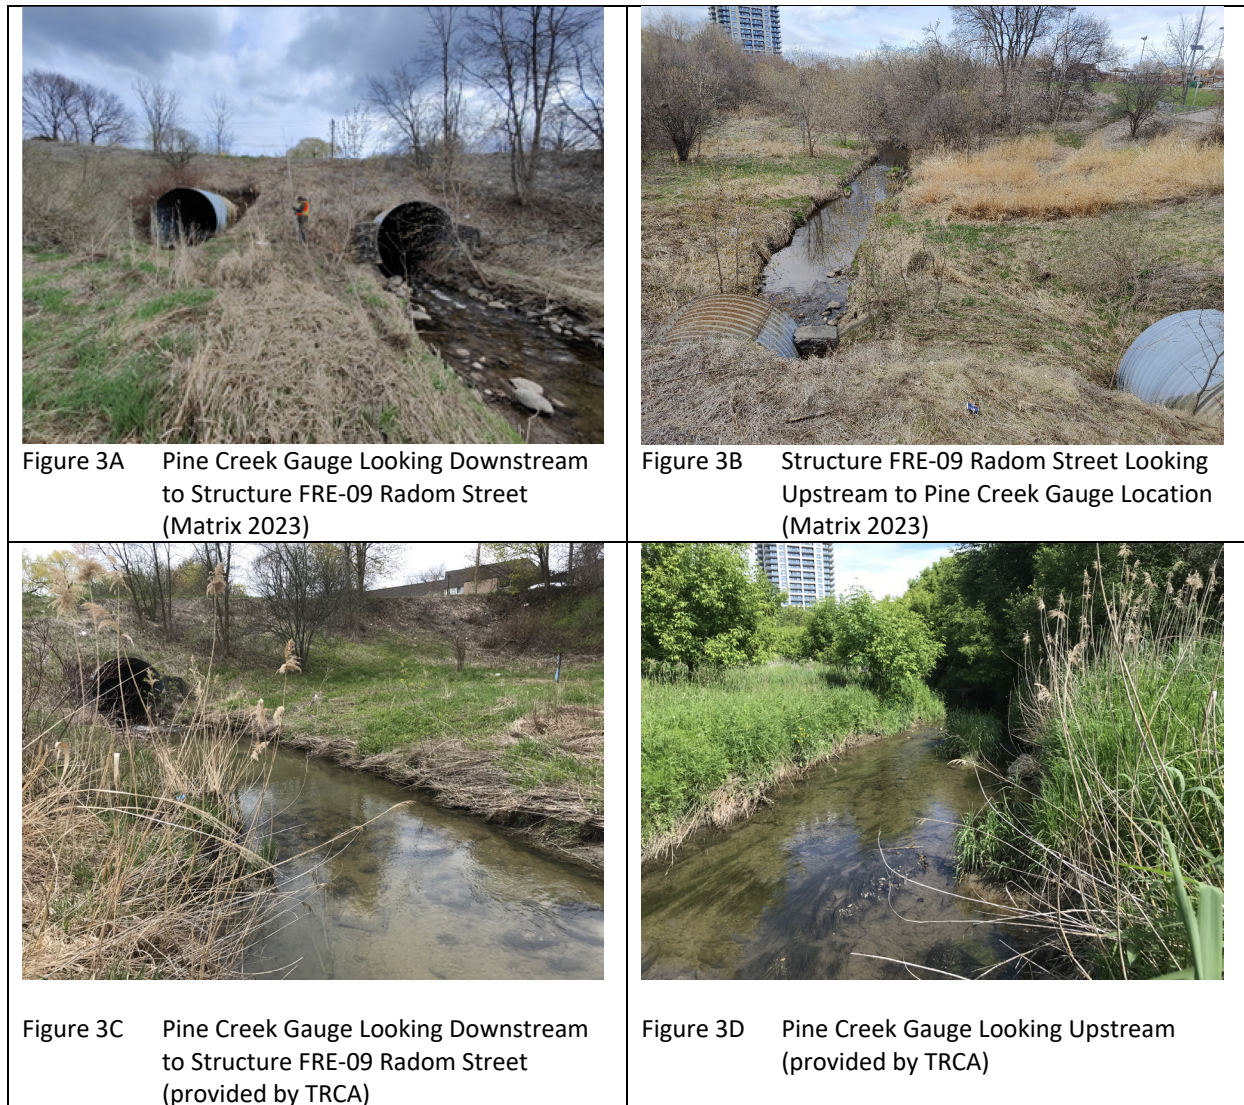 Figure 3A Pine Creek Gauge Looking Downstream
to Structure FRE-09 Radom Street
(Matrix 2023)
Figure 3B Structure FRE-09 Radom Street Looking
Upstream to Pine Creek Gauge Location
(Matrix 2023)
Figure 3C Pine Creek Gauge Looking Downstream
to Structure FRE-09 Radom Street
(provided by TRCA)
Figure 3D Pine Creek Gauge Looking Upstream
(provided by TRCA)